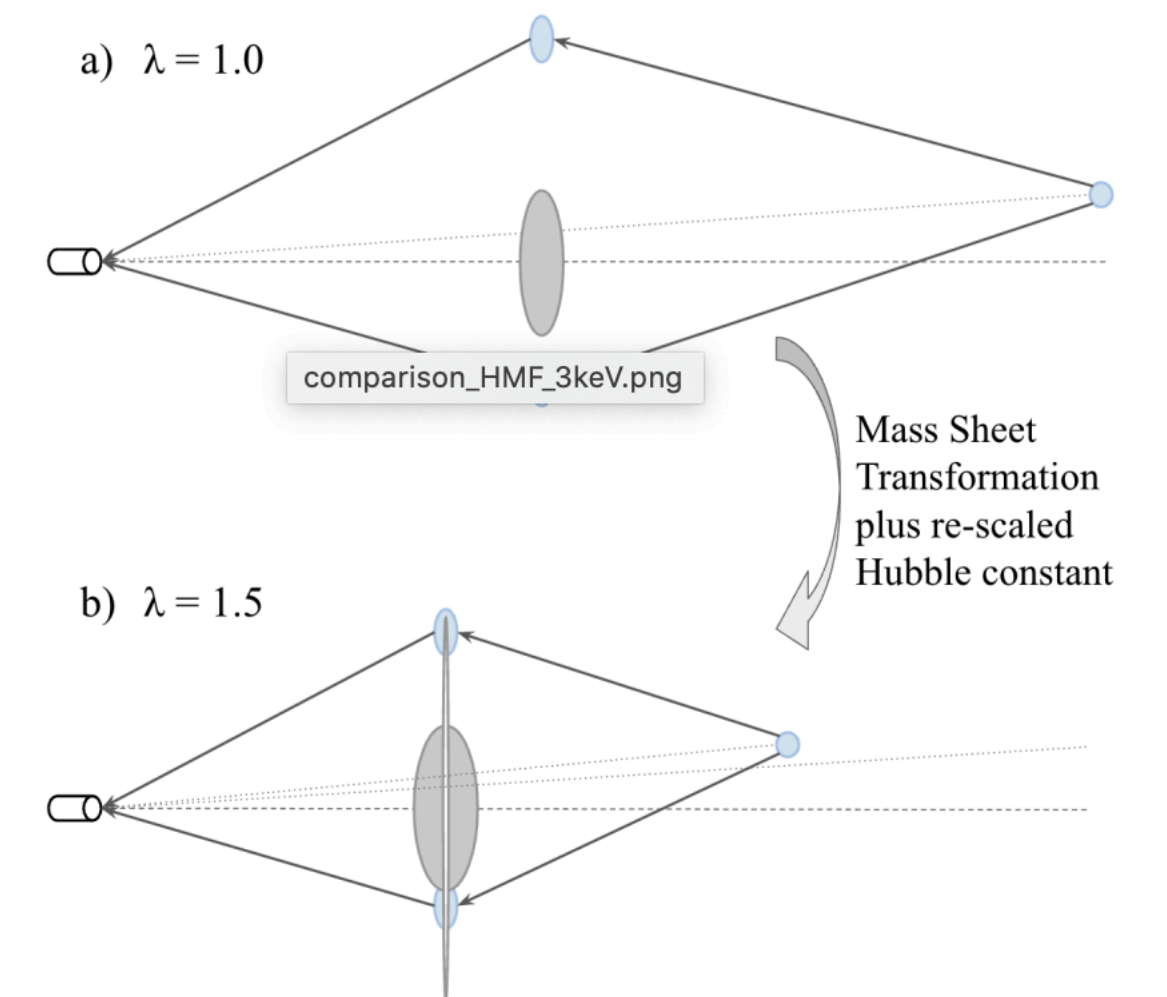 a) λ = 1.0
comparison_HMF_3keV.png
Mass Sheet
Transformation
plus re-scaled
Hubble constant
b) λ = 1.5